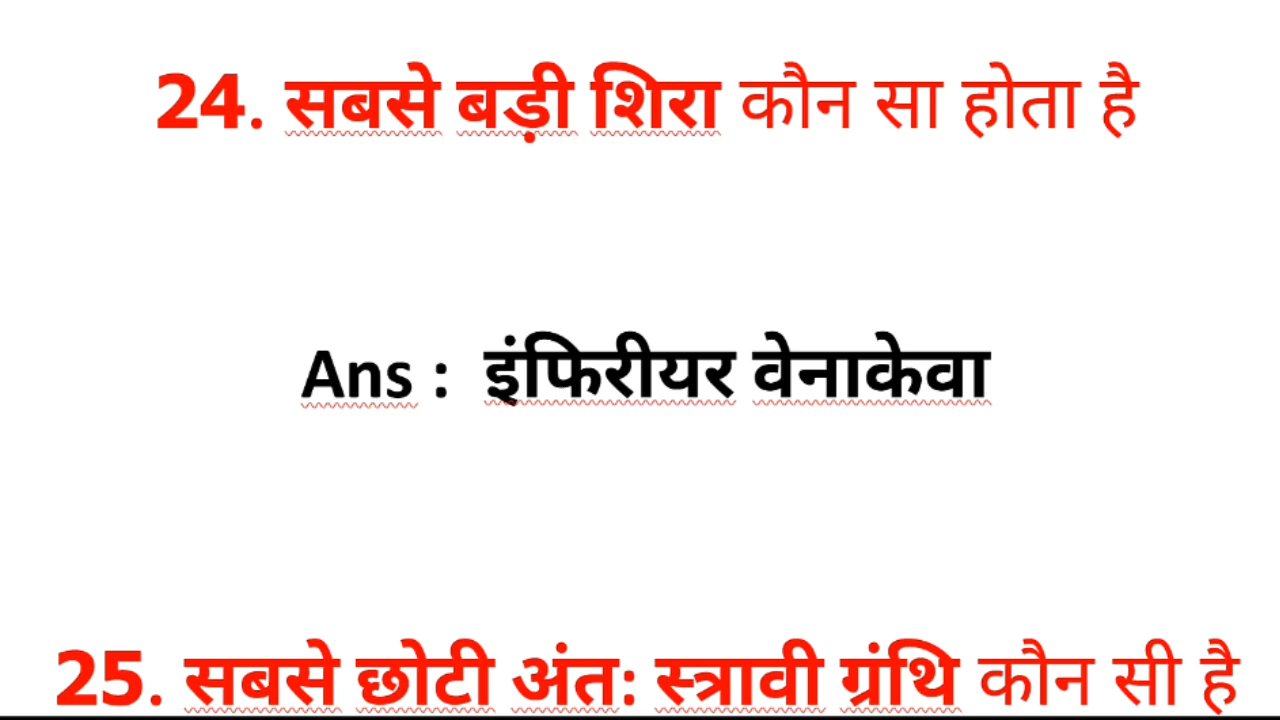 24. सबसे बड़ी शिरा कौन सा होता है
Ans : इंफिरीयर वेनाकेवा
25. सबसे छोटी अंत: स्त्रावी ग्रंथि कौन सी है